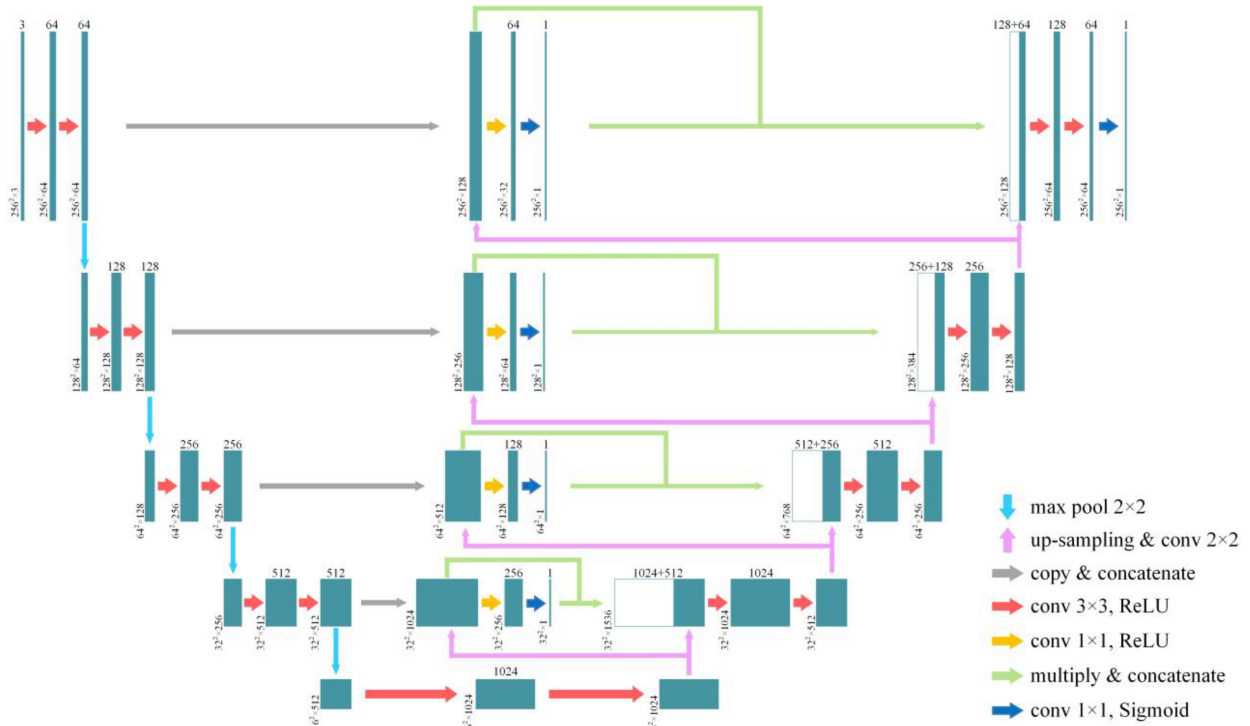 3 64 64
256²×3 256²×64 256²×64
64 1
256²×128 256²×32 256²×1
128+64 128 64 1
256²×128 256²×64 256²×64 256²×1
128 128
128²×64 128²×128 128²×128
128²×256 128²×64 128²×1
256+128 256
128²×384 128²×256 128²×128
256 256
64²×128 64²×256 64²×256
128 1
64²×512 64²×128 64²×1
512+256 512
64²×768 64²×256 64²×256
512 512
32²×256 32²×512 32²×512
256 1
32²×1024 32²×256 32²×1
1024+512 1024
32²×1536 32²×1024 32²×512
1024
6²×512 6²×1024 6²×1024
max pool 2×2
up-sampling & conv 2×2
copy & concatenate
conv 3×3, ReLU
conv 1×1, ReLU
multiply & concatenate
conv 1×1, Sigmoid